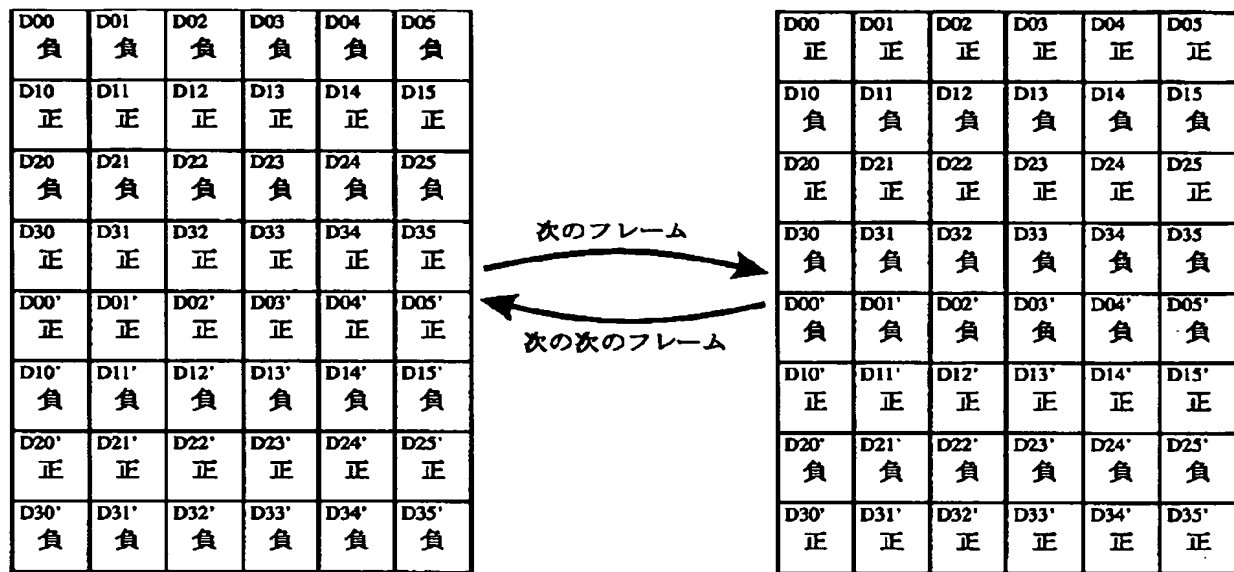 D00 D01 D02 D03 D04 D05
負 負 負 負 負 負
D10 D11 D12 D13 D14 D15
正 正 正 正 正 正
D20 D21 D22 D23 D24 D25
負 負 負 負 負 負
D30 D31 D32 D33 D34 D35
正 正 正 正 正 正
D00' D01' D02' D03' D04' D05'
正 正 正 正 正 正
D10' D11' D12' D13' D14' D15'
負 負 負 負 負 負
D20' D21' D22' D23' D24' D25'
正 正 正 正 正 正
D30' D31' D32' D33' D34' D35'
負 負 負 負 負 負
次のフレーム
次の次のフレーム
D00 D01 D02 D03 D04 D05
正 正 正 正 正 正
D10 D11 D12 D13 D14 D15
負 負 負 負 負 負
D20 D21 D22 D23 D24 D25
正 正 正 正 正 正
D30 D31 D32 D33 D34 D35
負 負 負 負 負 負
D00' D01' D02' D03' D04' D05'
負 負 負 負 負 負
D10' D11' D12' D13' D14' D15'
正 正 正 正 正 正
D20' D21' D22' D23' D24' D25'
負 負 負 負 負 負
D30' D31' D32' D33' D34' D35'
正 正 正 正 正 正